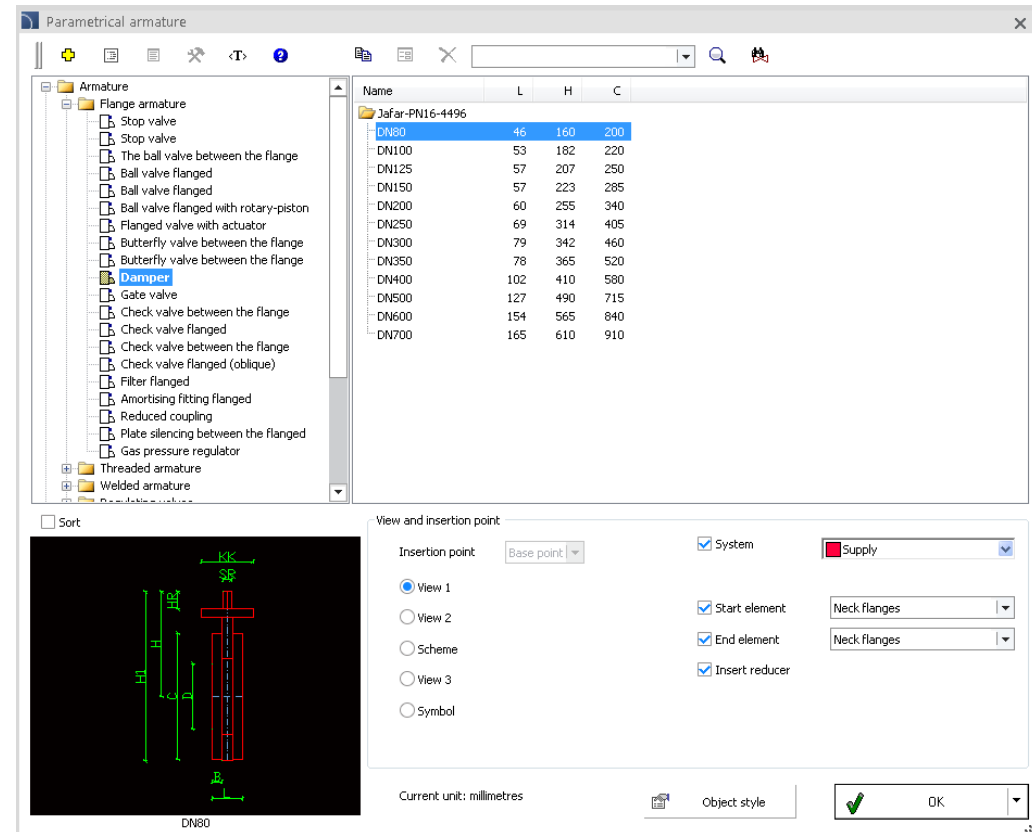 Parametrical armature
‹T›
Armature
Flange armature
Stop valve
Stop valve
The ball valve between the flange
Ball valve flanged
Ball valve flanged
Ball valve flanged with rotary-piston
Flanged valve with actuator
Butterfly valve between the flange
Butterfly valve between the flange
Damper
Gate valve
Check valve between the flange
Check valve flanged
Check valve between the flange
Check valve flanged (oblique)
Filter flanged
Amortising fitting flanged
Reduced coupling
Plate silencing between the flanged
Gas pressure regulator
Threaded armature
Welded armature
Regulating valves
Name L H C
Jafar-PN16-4496
DN80 46 160 200
DN100 53 182 220
DN125 57 207 250
DN150 57 223 285
DN200 60 255 340
DN250 69 314 405
DN300 79 342 460
DN350 78 365 520
DN400 102 410 580
DN500 127 490 715
DN600 154 565 840
DN700 165 610 910
Sort
KK
SR
HR
H
H1
C
D
B
L
DN80
View and insertion point
Insertion point Base point
View 1
View 2
Scheme
View 3
Symbol
System Supply
Start element Neck flanges
End element Neck flanges
Insert reducer
Current unit: millimetres
Object style
OK